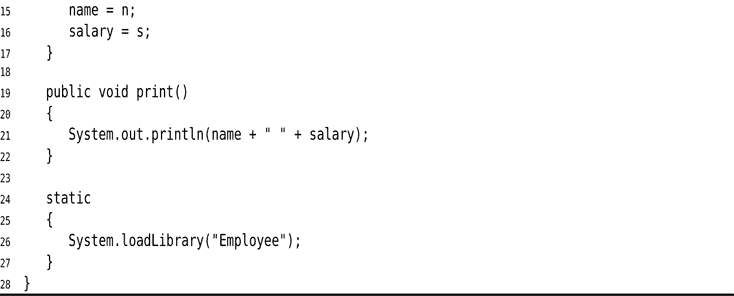 15       name = n;
16       salary = s;
17    }
18
19    public void print()
20    {
21       System.out.println(name + " " + salary);
22    }
23
24    static
25    {
26       System.loadLibrary("Employee");
27    }
28 }